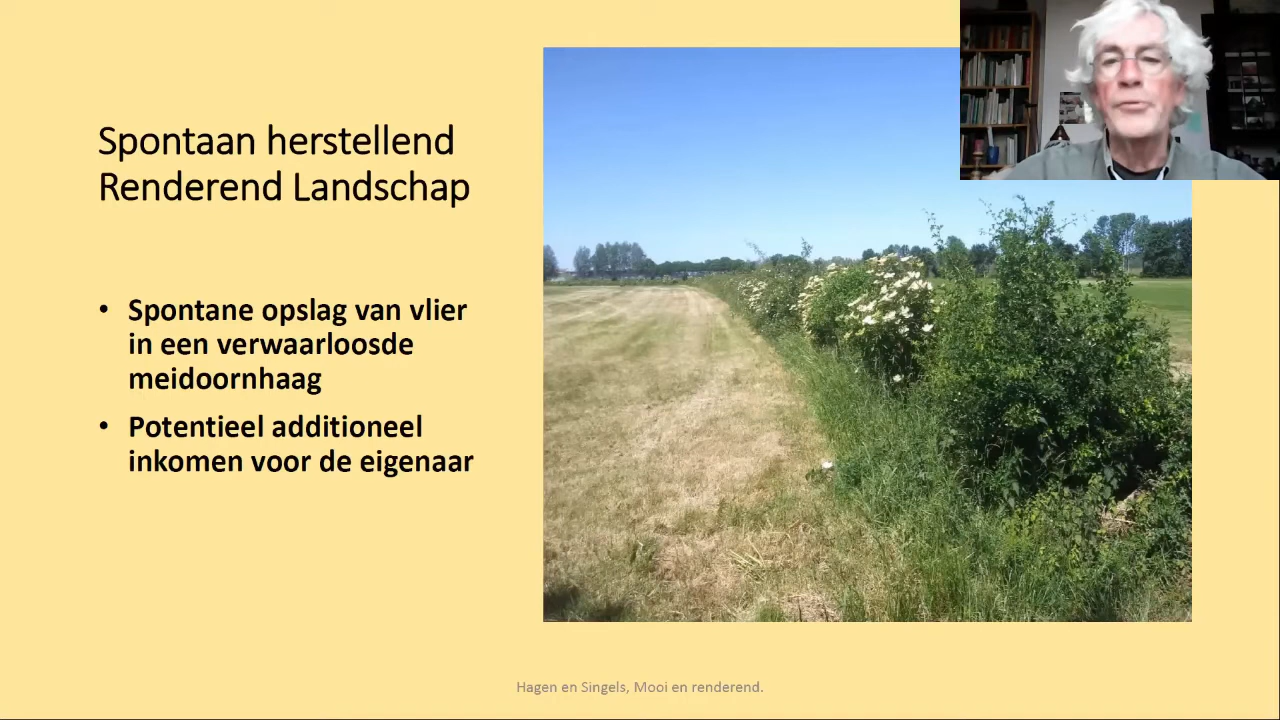 Spontaan herstellend
Renderend Landschap
• Spontane opslag van vlier
in een verwaarloosde
meidoornhaag
• Potentieel additioneel
inkomen voor de eigenaar
Hagen en Singels, Mooi en renderend.